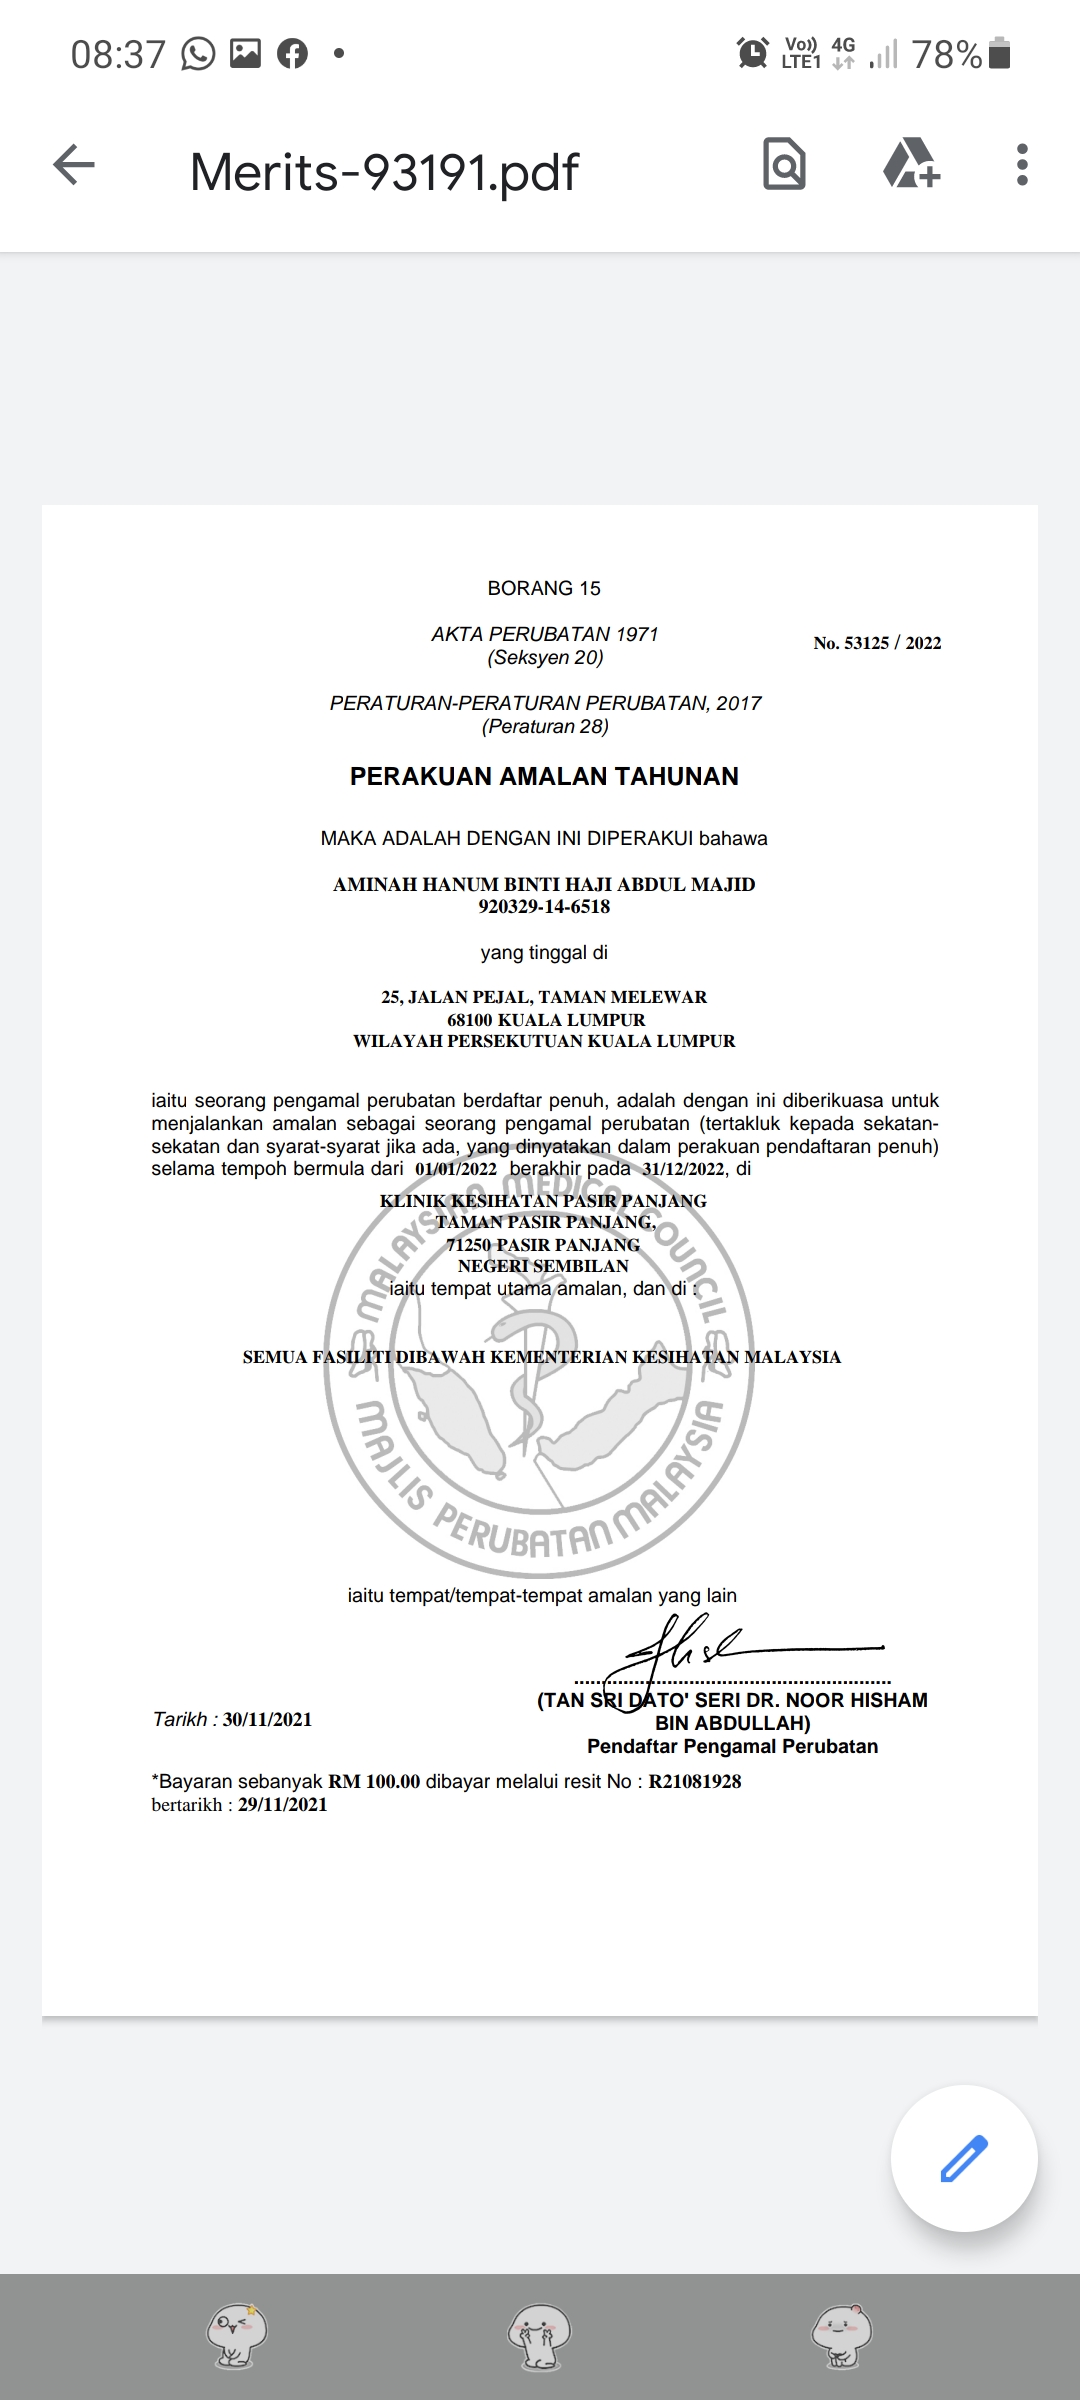 08:37
Vo)) LTE1 4G 78%
Merits-93191.pdf
BORANG 15
AKTA PERUBATAN 1971
(Seksyen 20)
No. 53125 / 2022
PERATURAN-PERATURAN PERUBATAN, 2017
(Peraturan 28)
PERAKUAN AMALAN TAHUNAN
MAKA ADALAH DENGAN INI DIPERAKUI bahawa
AMINAH HANUM BINTI HAJI ABDUL MAJID
920329-14-6518
yang tinggal di
25, JALAN PEJAL, TAMAN MELEWAR
68100 KUALA LUMPUR
WILAYAH PERSEKUTUAN KUALA LUMPUR
iaitu seorang pengamal perubatan berdaftar penuh, adalah dengan ini diberikuasa untuk
menjalankan amalan sebagai seorang pengamal perubatan (tertakluk kepada sekatan-
sekatan dan syarat-syarat jika ada, yang dinyatakan dalam perakuan pendaftaran penuh)
selama tempoh bermula dari 01/01/2022 berakhir pada 31/12/2022, di
KLINIK KESIHATAN PASIR PANJANG
TAMAN PASIR PANJANG,
71250 PASIR PANJANG
NEGERI SEMBILAN
iaitu tempat utama amalan, dan di :
SEMUA FASILITI DIBAWAH KEMENTERIAN KESIHATAN MALAYSIA
MALAYSIAN MEDICAL COUNCIL
MAJLIS PERUBATAN MALAYSIA
iaitu tempat/tempat-tempat amalan yang lain
(TAN SRI DATO' SERI DR. NOOR HISHAM
BIN ABDULLAH)
Pendaftar Pengamal Perubatan
Tarikh : 30/11/2021
*Bayaran sebanyak RM 100.00 dibayar melalui resit No : R21081928
bertarikh : 29/11/2021